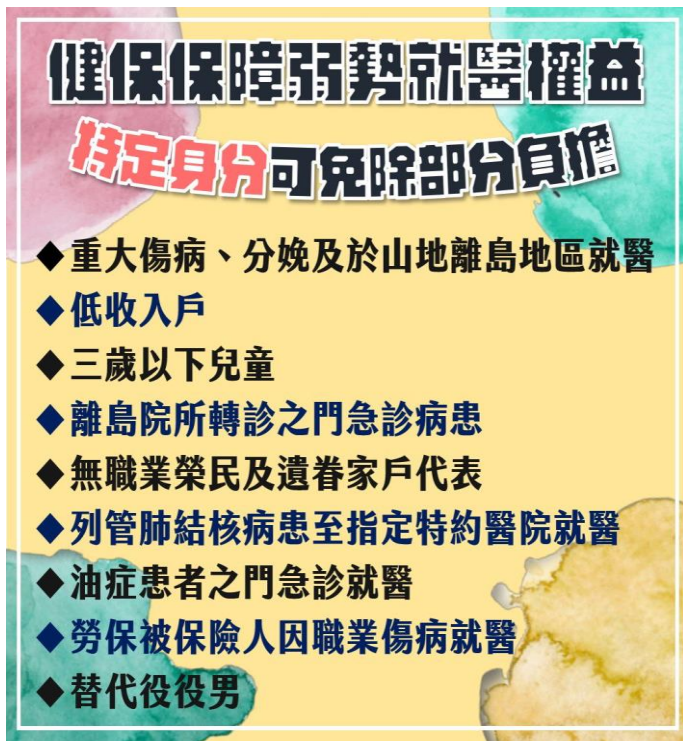 健保保障弱勢就醫權益
持定身分可免除部分負擔
◆重大傷病、分娩及於山地離島地區就醫
◆低收入戶
◆三歲以下兒童
◆離島院所轉診之門急診病患
◆無職業榮民及遺眷家戶代表
◆列管肺結核病患至指定特約醫院就醫
◆油症患者之門急診就醫
◆勞保被保險人因職業傷病就醫
◆替代役役男